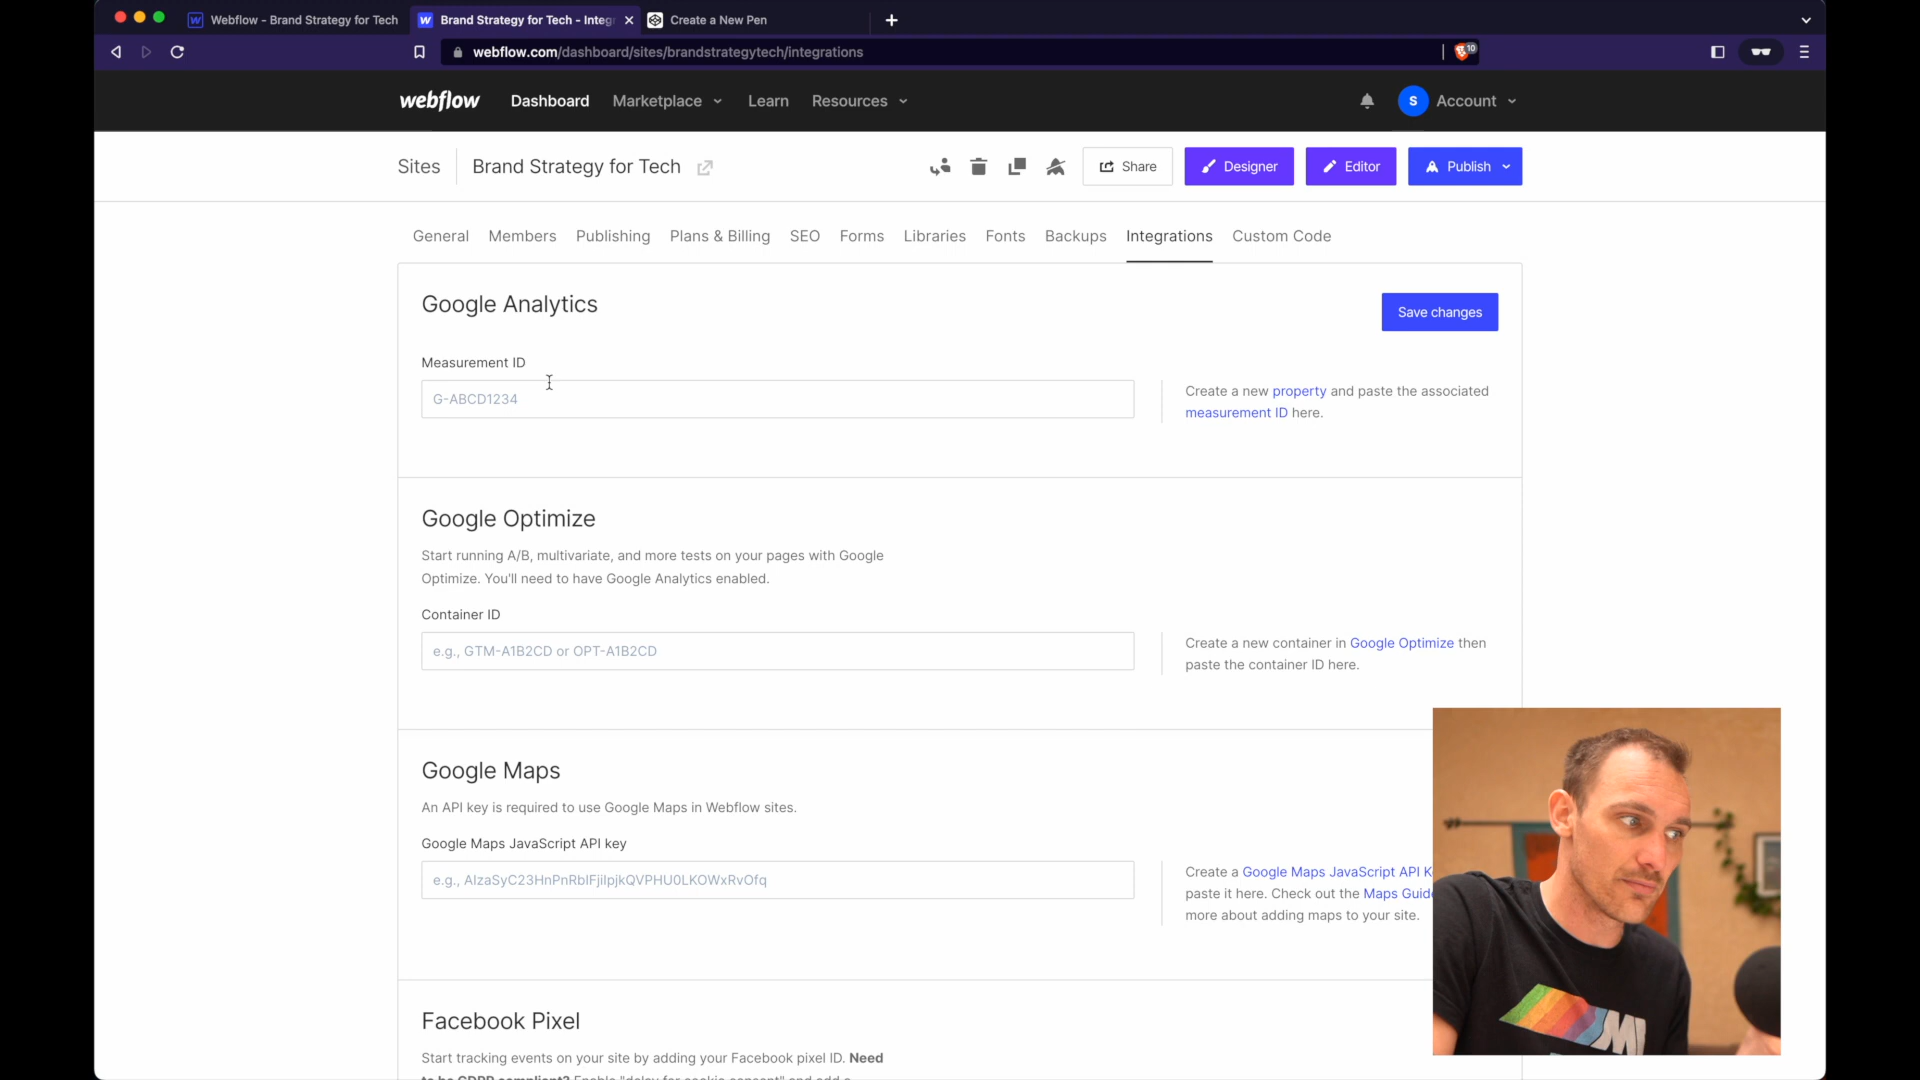 Webflow - Brand Strategy for Tech
Brand Strategy for Tech - Integ
Create a New Pen
webflow.com/dashboard/sites/brandstrategytech/integrations
10
webflow
Dashboard
Marketplace
Learn
Resources
S
Account
Sites
Brand Strategy for Tech
Share
Designer
Editor
Publish
General
Members
Publishing
Plans & Billing
SEO
Forms
Libraries
Fonts
Backups
Integrations
Custom Code
Google Analytics
Save changes
Measurement ID
G-ABCD1234
Create a new property and paste the associated
measurement ID here.
Google Optimize
Start running A/B, multivariate, and more tests on your pages with Google
Optimize. You'll need to have Google Analytics enabled.
Container ID
e.g., GTM-A1B2CD or OPT-A1B2CD
Create a new container in Google Optimize then
paste the container ID here.
Google Maps
An API key is required to use Google Maps in Webflow sites.
Google Maps JavaScript API key
e.g., AIzaSyC23HnPnRbIFjiIpjkQVPHU0LKOWxRvOfq
Create a Google Maps JavaScript API K
paste it here. Check out the Maps Guid
more about adding maps to your site.
Facebook Pixel
Start tracking events on your site by adding your Facebook pixel ID. Need
M